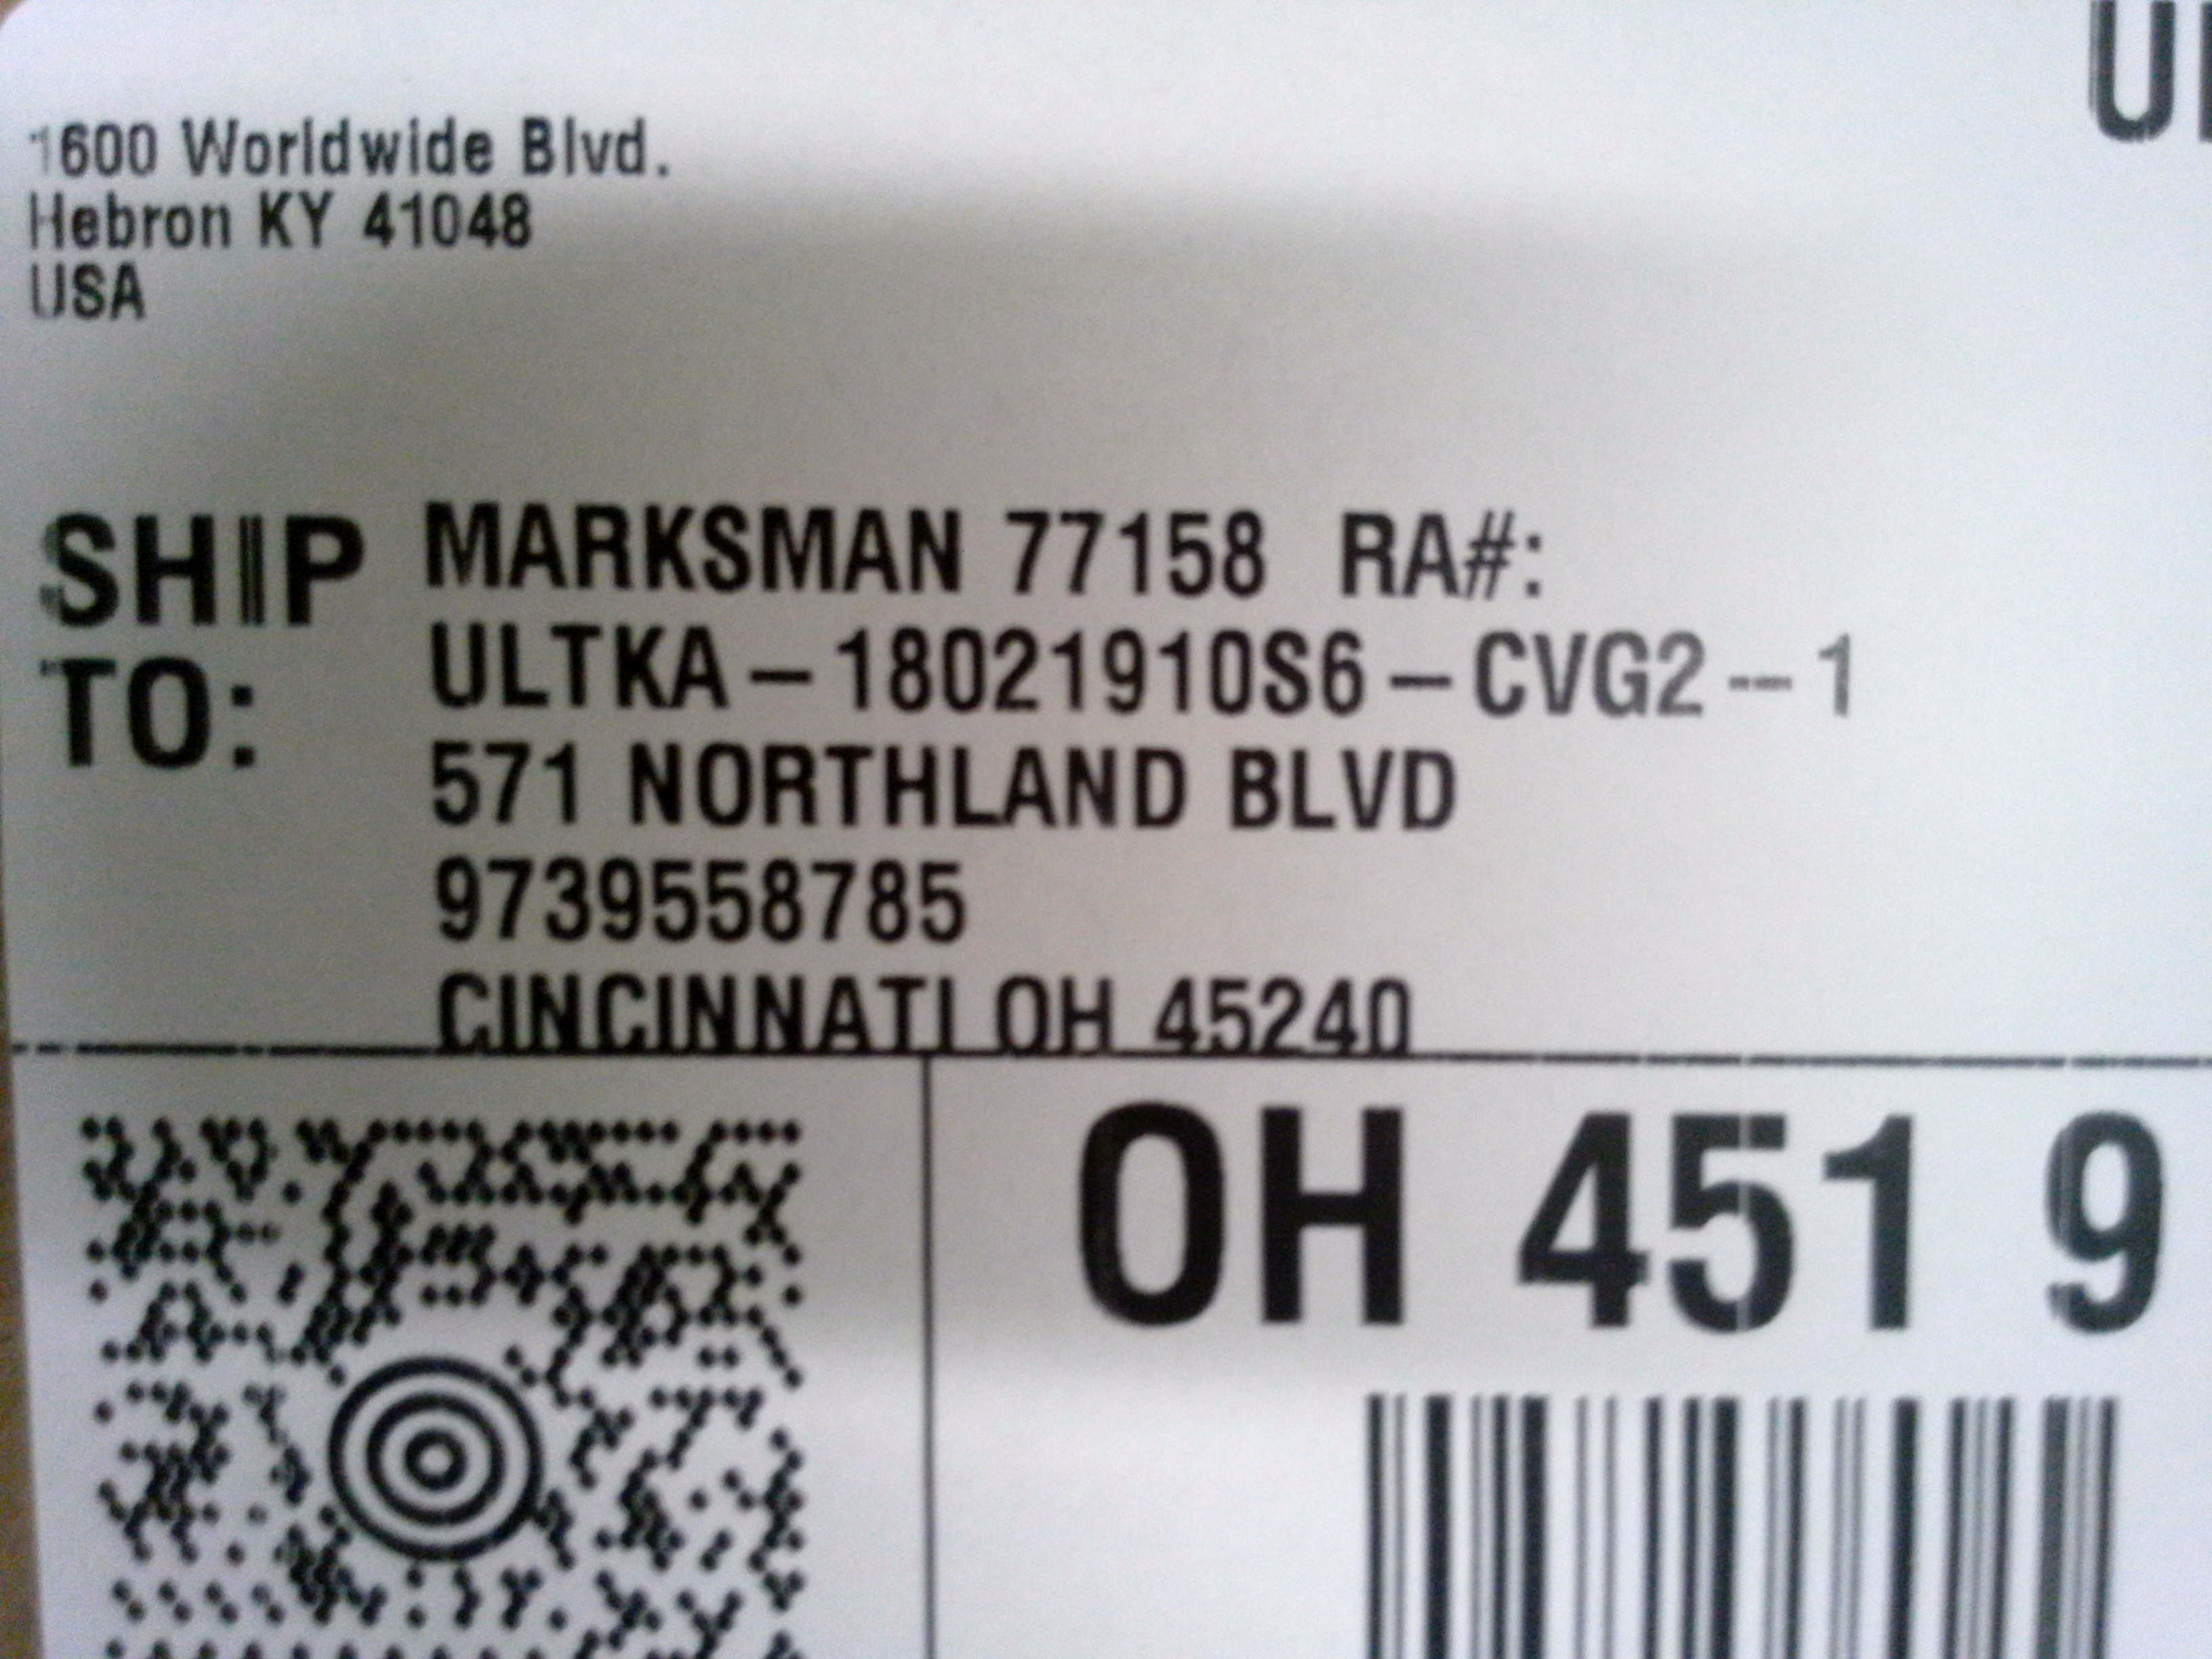 1600 Worldwide Blvd.
Hebron KY 41048
USA
SHIP TO:
MARKSMAN 77158 RA#:
ULTKA-18021910S6-CVG2--1
571 NORTHLAND BLVD
9739558785
CINCINNATI OH 45240
OH 451 9